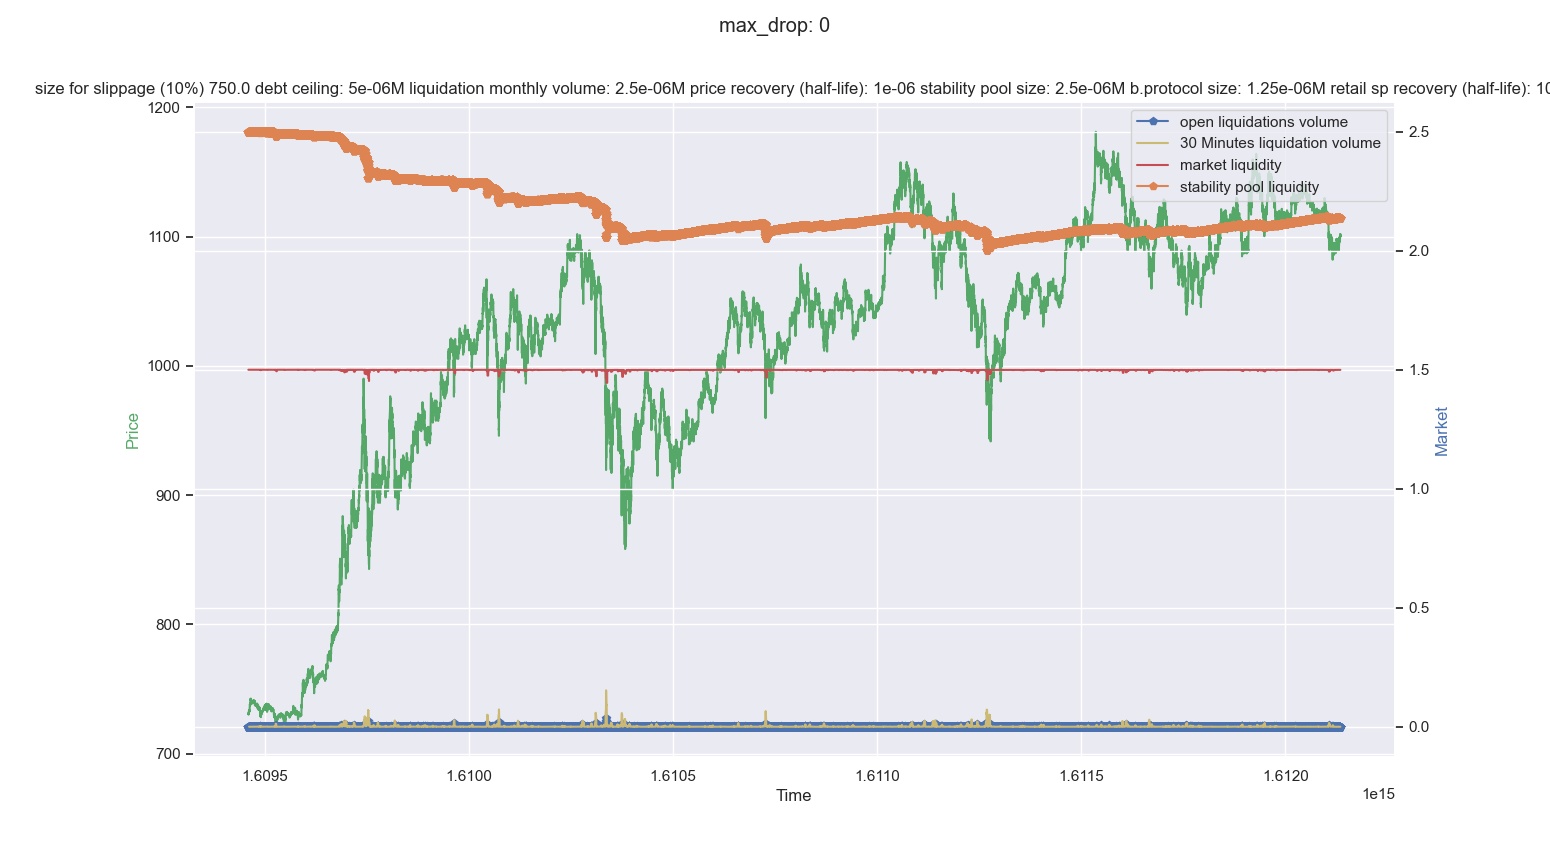 max_drop: 0
size for slippage (10%) 750.0 debt ceiling: 5e-06M liquidation monthly volume: 2.5e-06M price recovery (half-life): 1e-06 stability pool size: 2.5e-06M b.protocol size: 1.25e-06M retail sp recovery (half-life):
open liquidations volume
30 Minutes liquidation volume
market liquidity
stability pool liquidity
1200
1100
1000
900
800
700
Price
2.5
2.0
1.5
1.0
0.5
0.0
Market
1.6095 1.6100 1.6105 1.6110 1.6115 1.6120
1e15
Time